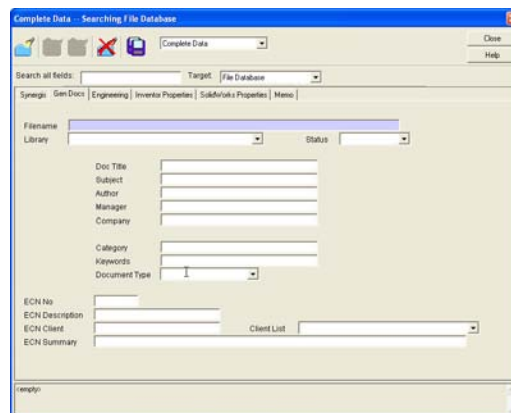 Complete Data -- Searching File Database
Complete Data
Close
Help
Search all fields: Target: File Database
Synergis Gen Docs Engineering Inventor Properties SolidWorks Properties Memo
Filename
Library Status
Doc Title
Subject
Author
Manager
Company
Category
Keywords
Document Type
ECN No
ECN Description
ECN Client Client List
ECN Summary
<empty>